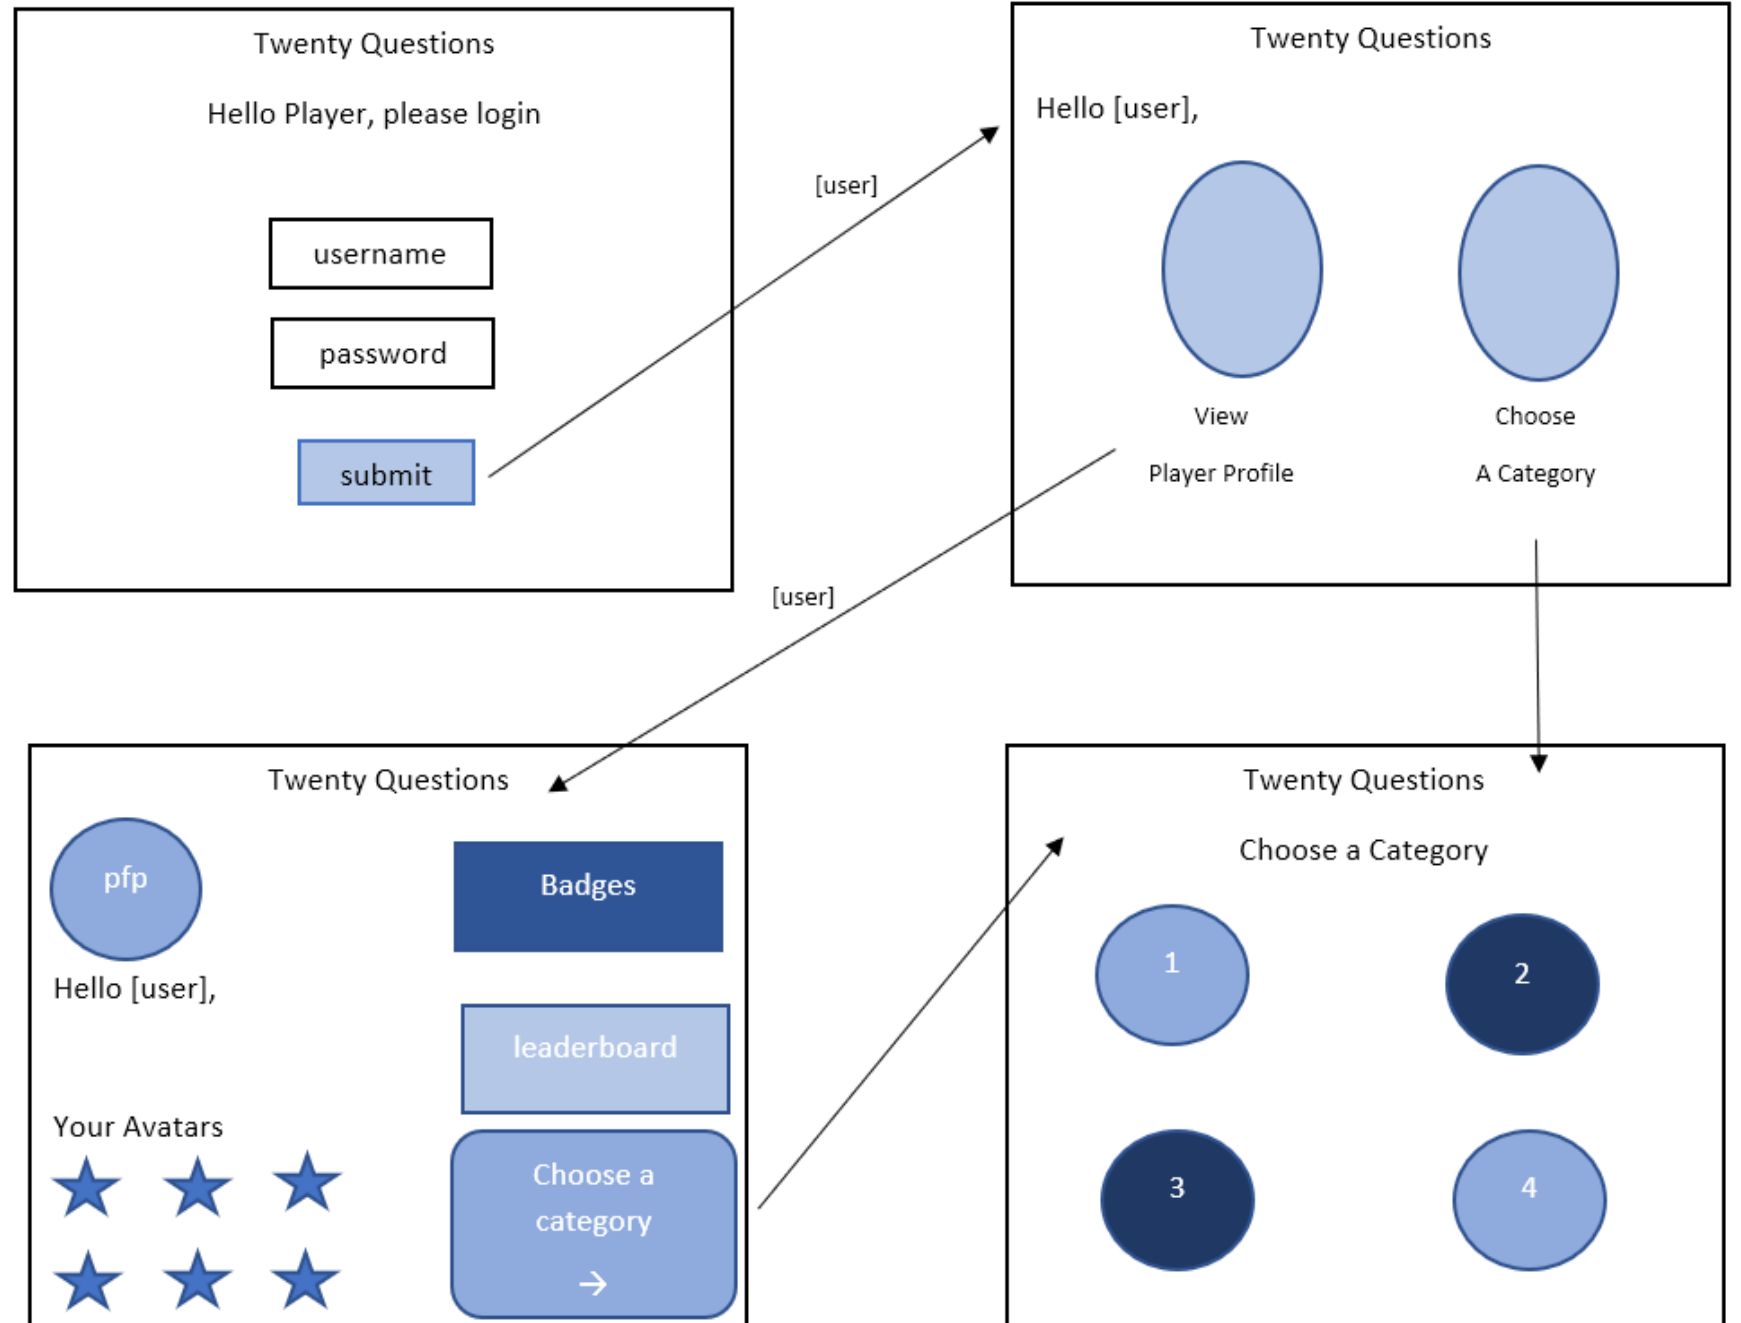 Twenty Questions
Hello Player, please login
username
password
submit
[user]
Twenty Questions
Hello [user],
View
Player Profile
Choose
A Category
[user]
Twenty Questions
pfp
Hello [user],
Your Avatars
Badges
leaderboard
Choose a
category
→
Twenty Questions
Choose a Category
1
2
3
4